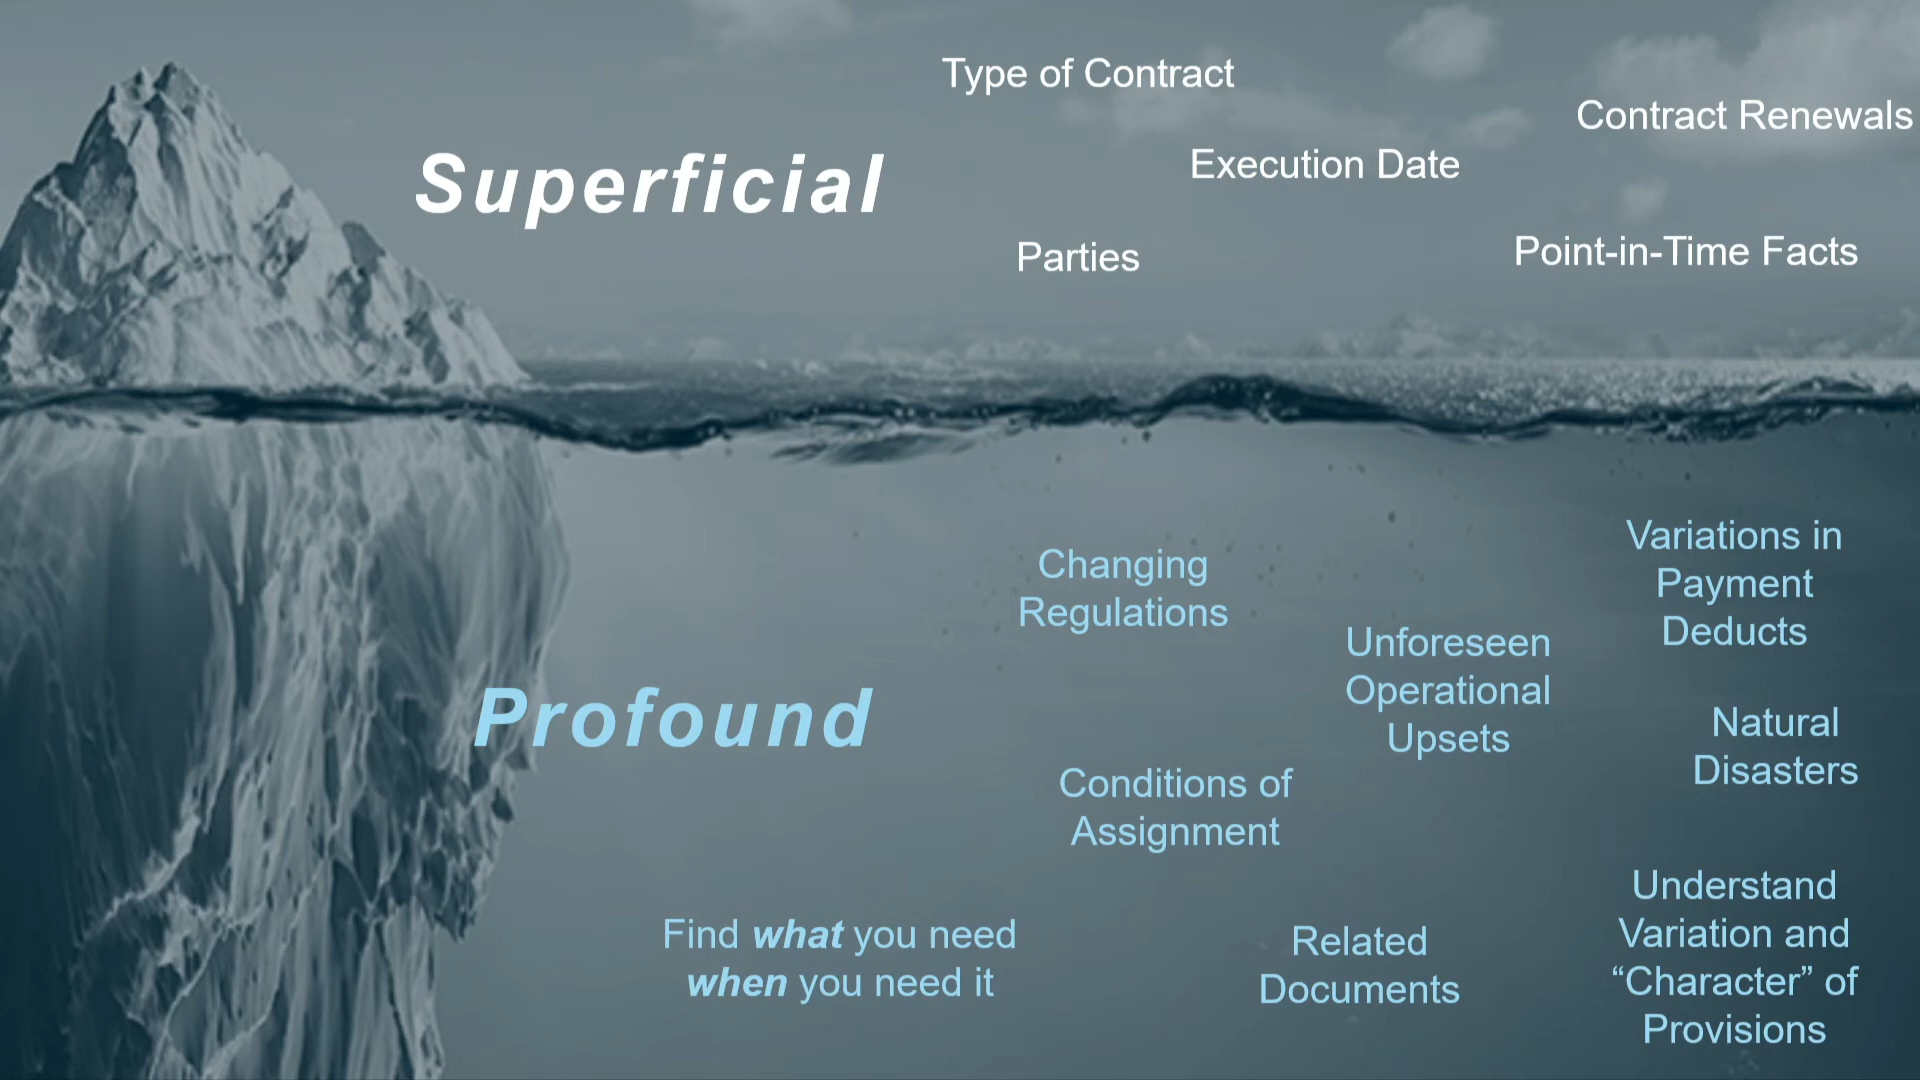 Type of Contract
Contract Renewals
Superficial
Execution Date
Parties
Point-in-Time Facts
Changing
Regulations
Variations in
Payment
Deducts
Unforeseen
Operational
Upsets
Profound
Natural
Disasters
Conditions of
Assignment
Find what you need
when you need it
Related
Documents
Understand
Variation and
“Character” of
Provisions